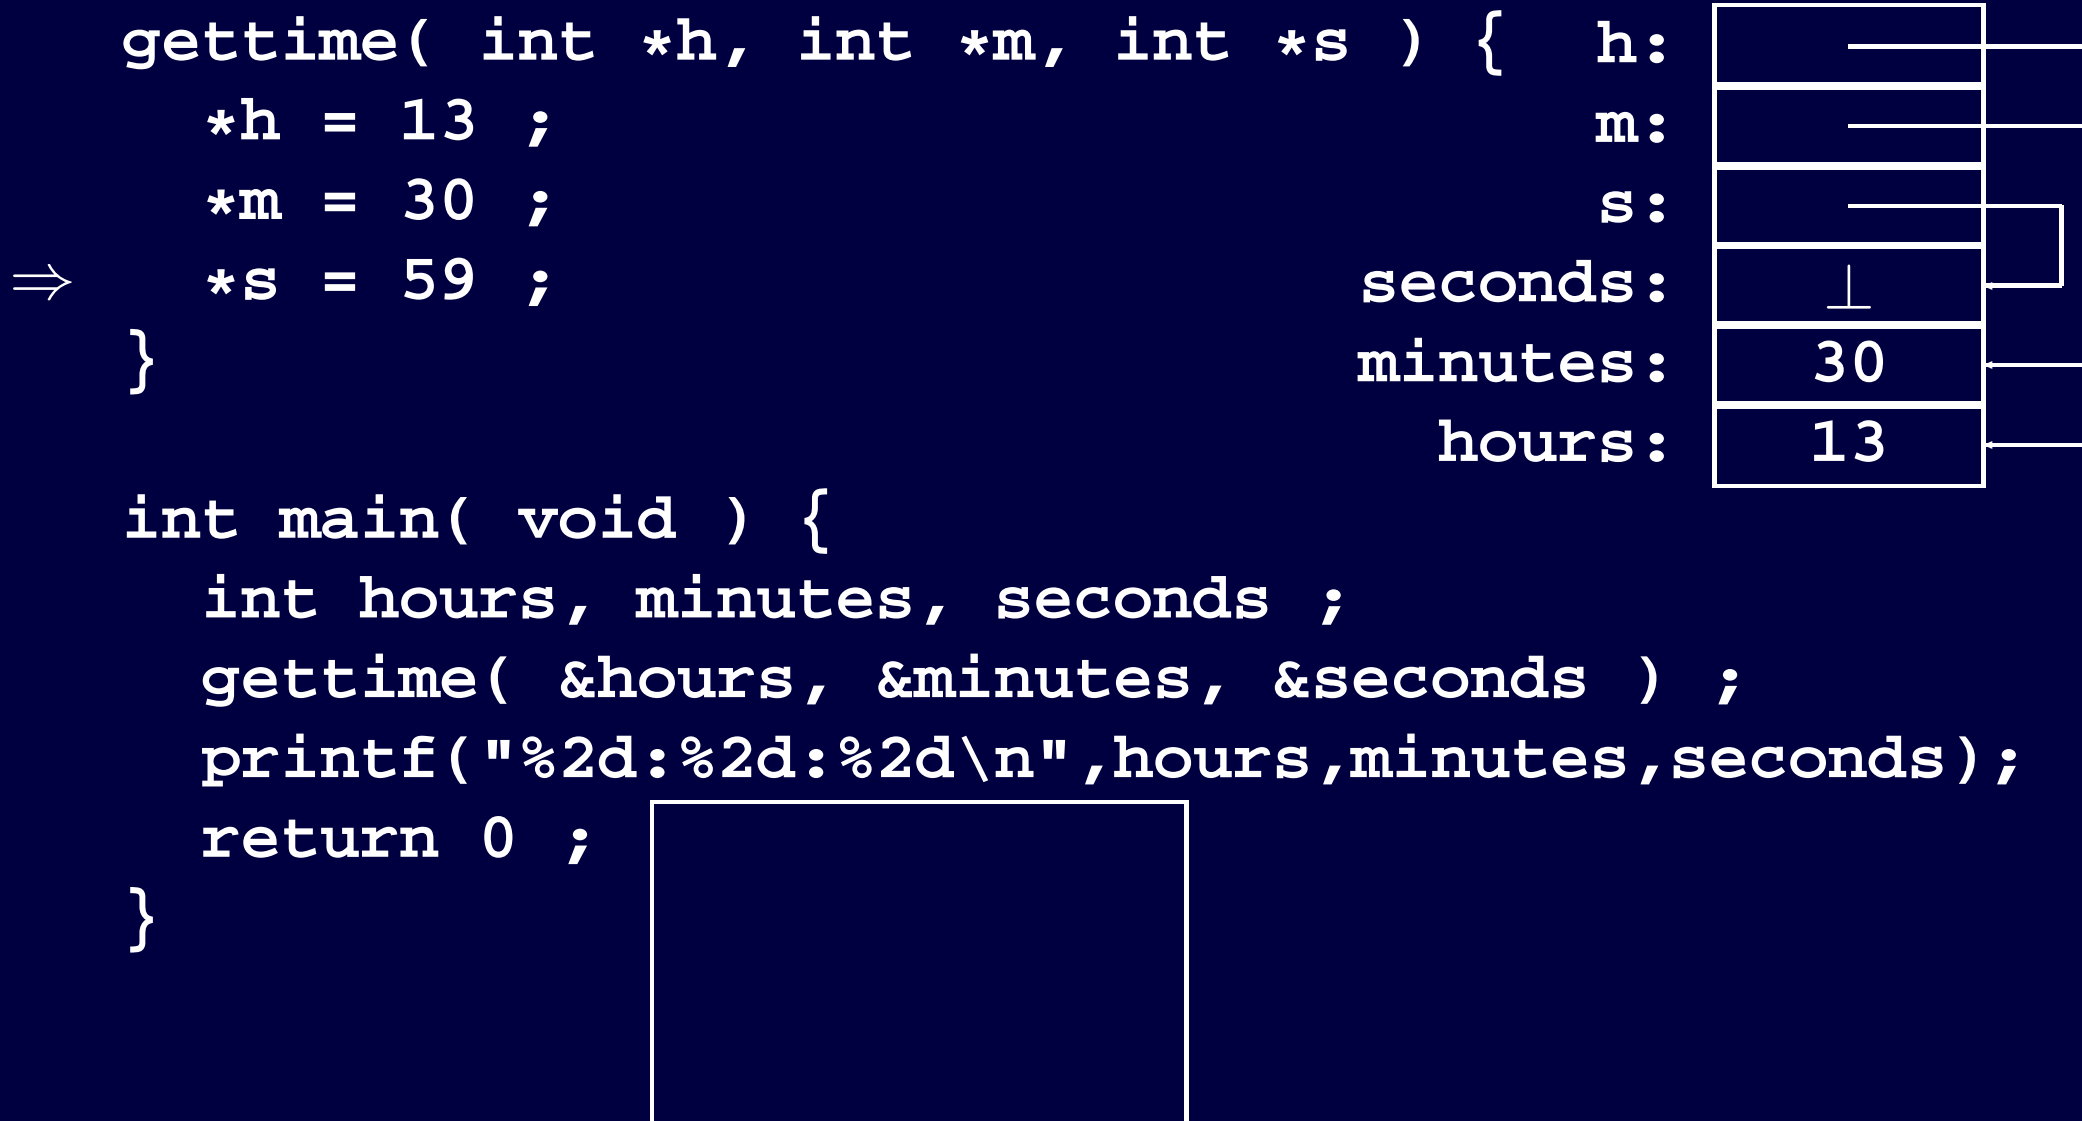 gettime( int *h, int *m, int *s ) { h:
*h = 13 ; m:
*m = 30 ; s:
⇒ *s = 59 ; seconds: ⊥
} minutes: 30
hours: 13
int main( void ) {
int hours, minutes, seconds ;
gettime( &hours, &minutes, &seconds ) ;
printf("%2d:%2d:%2d\n",hours,minutes,seconds);
return 0 ;
}